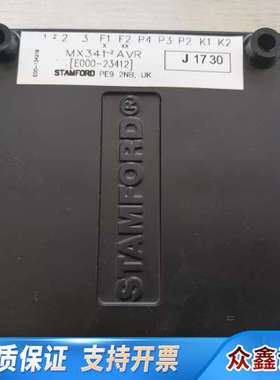 1 2 3 F1 F2 P4 P3 P2 K1 K2
X XX
MX341 AVR
[E000-23412]
J 1730
STAMFORD PE9 2NB, UK
STAMFORD®
质保证 支持开票 众鑫